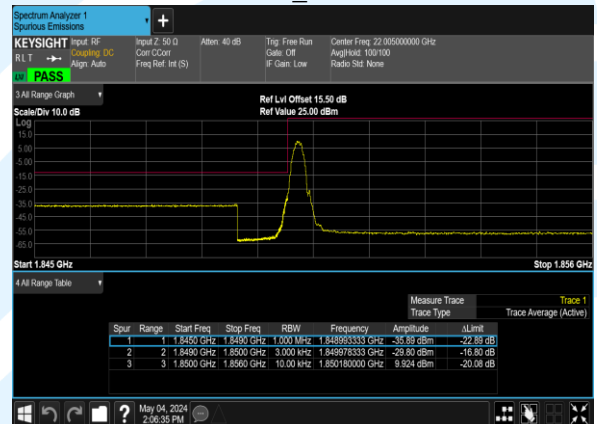 Spectrum Analyzer 1
Spurious Emissions
KEYSIGHT Input: RF Input Z: 50 Ω Atten: 40 dB Trig: Free Run Center Freq: 22.005000000 GHz
RLT Coupling: DC Corr CCorr Gate: Off Avg|Hold: 100/100
Align: Auto Freq Ref: Int (S) IF Gain: Low Radio Std: None
LV PASS
3 All Range Graph
Ref Lvl Offset 15.50 dB
Scale/Div 10.0 dB Ref Value 25.00 dBm
Log
15.0
5.00
-5.00
-15.0
-25.0
-35.0
-45.0
-55.0
-65.0
Start 1.845 GHz Stop 1.856 GHz
4 All Range Table
Measure Trace Trace 1
Trace Type Trace Average (Active)
Spur Range Start Freq Stop Freq RBW Frequency Amplitude ΔLimit
1 1 1.8450 GHz 1.8490 GHz 1.000 MHz 1.848993333 GHz -35.89 dBm -22.89 dB
2 2 1.8490 GHz 1.8500 GHz 3.000 kHz 1.849978333 GHz -29.80 dBm -16.80 dB
3 3 1.8500 GHz 1.8560 GHz 10.00 kHz 1.850180000 GHz 9.924 dBm -20.08 dB
? May 04, 2024
2:06:35 PM